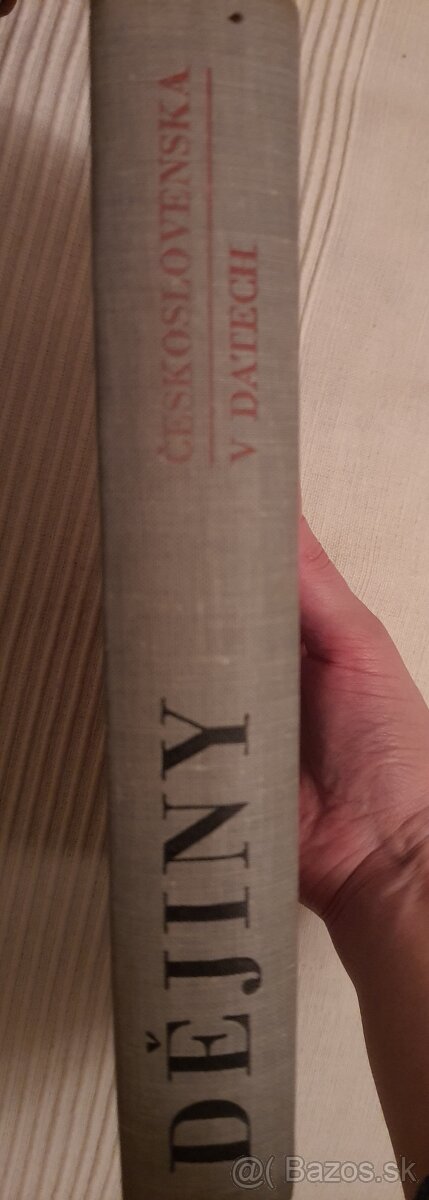 DĚJINY
ČESKOSLOVENSKA
V DATECH
@( Bazos.sk